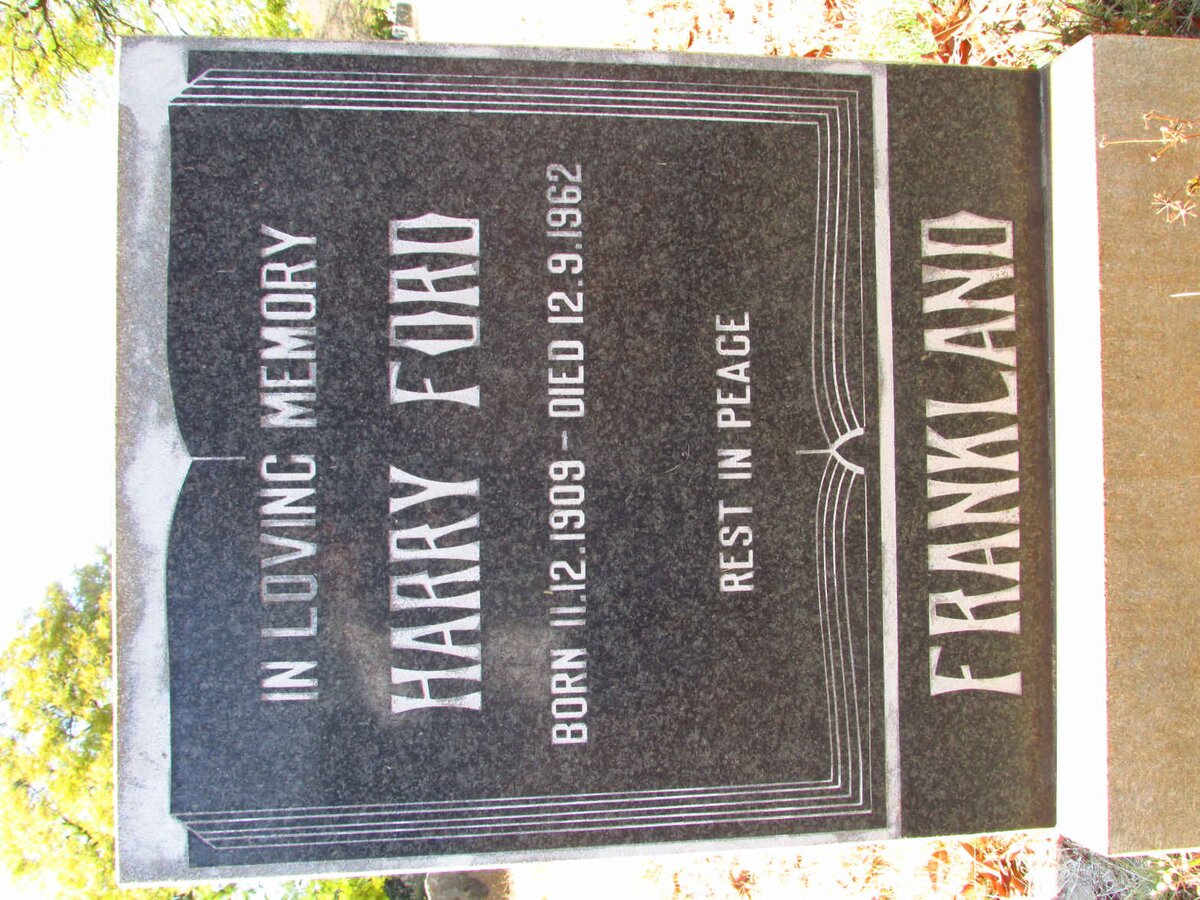 IN LOVING MEMORY
HARRY FORD
BORN 11.12.1909 – DIED 12.9.1962
REST IN PEACE
FRANKLAND